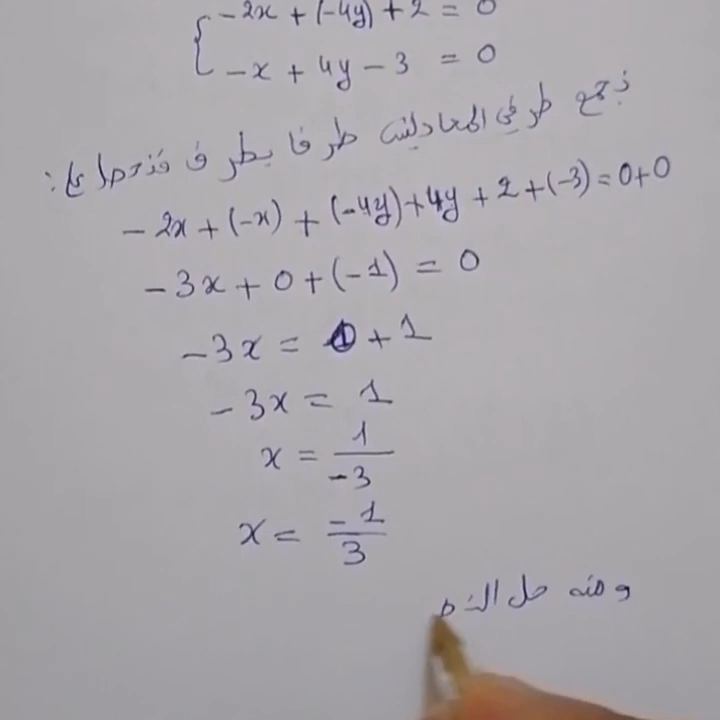 -2x + (-4y) + 2 = 0
-x + 4y - 3 = 0
نجمع طرفي المعادلتين طرفا بطرف فنحصل على:
-2x + (-x) + (-4y) + 4y + 2 + (-3) = 0 + 0
-3x + 0 + (-1) = 0
-3x = 0 + 1
-3x = 1
x = 1/-3
x = -1/3
ومنه حل النظ